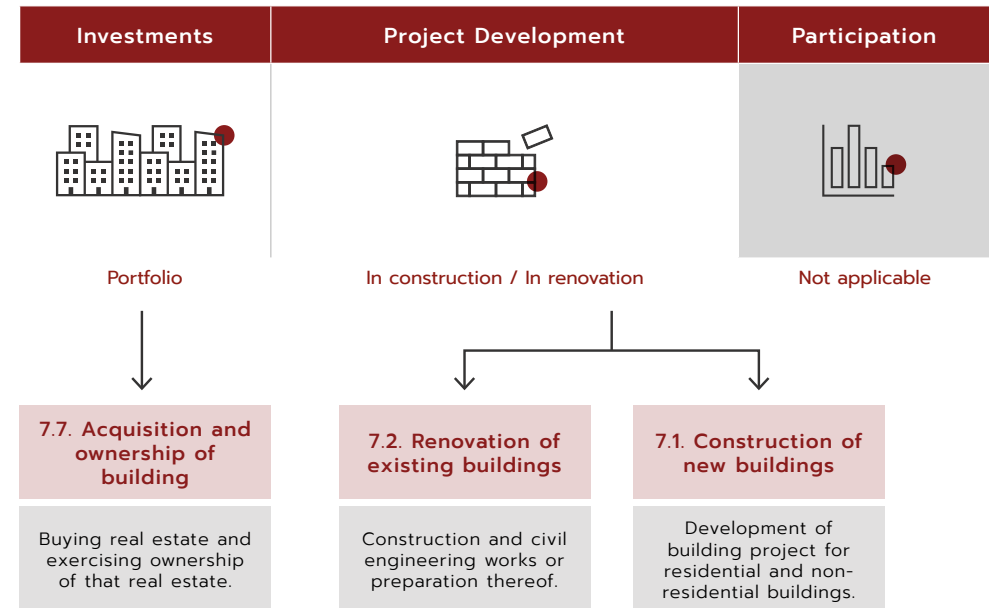 Investments
Project Development
Participation
Portfolio
In construction / In renovation
Not applicable
7.7. Acquisition and
ownership of
building
7.2. Renovation of
existing buildings
7.1. Construction of
new buildings
Buying real estate and
exercising ownership
of that real estate.
Construction and civil
engineering works or
preparation thereof.
Development of
building project for
residential and non-
residential buildings.